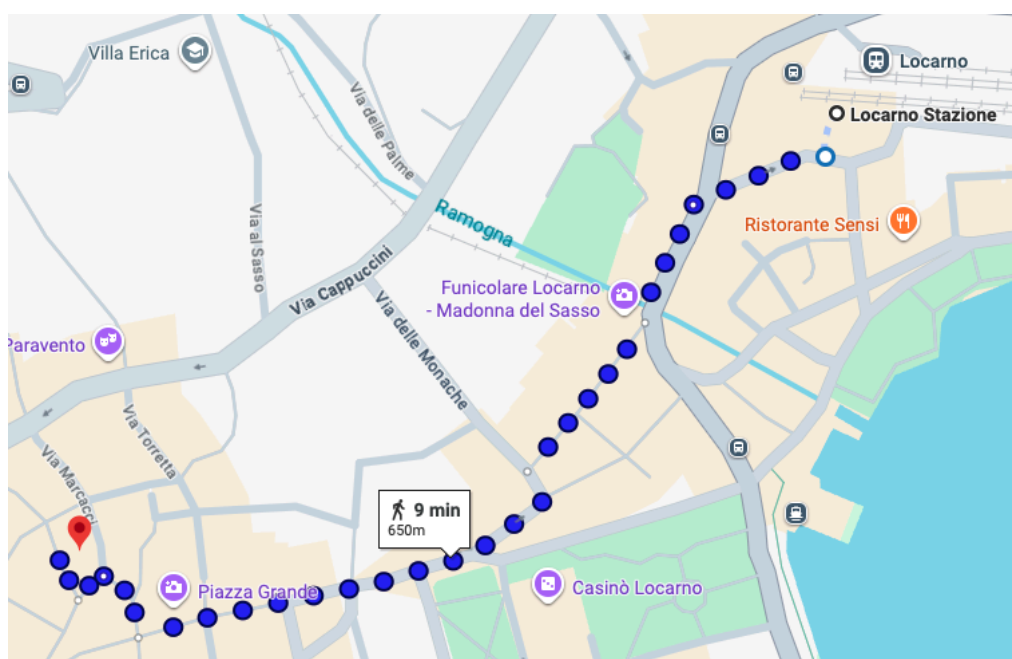 Villa Erica
Locarno
Locarno Stazione
Via delle Palme
Ramogna
Via al Sasso
Ristorante Sensi
Via Cappuccini
Funicolare Locarno
- Madonna del Sasso
Paravento
Via delle Monache
Via Torretta
Via Marcacci
9 min
650m
Piazza Grande
Casinò Locarno